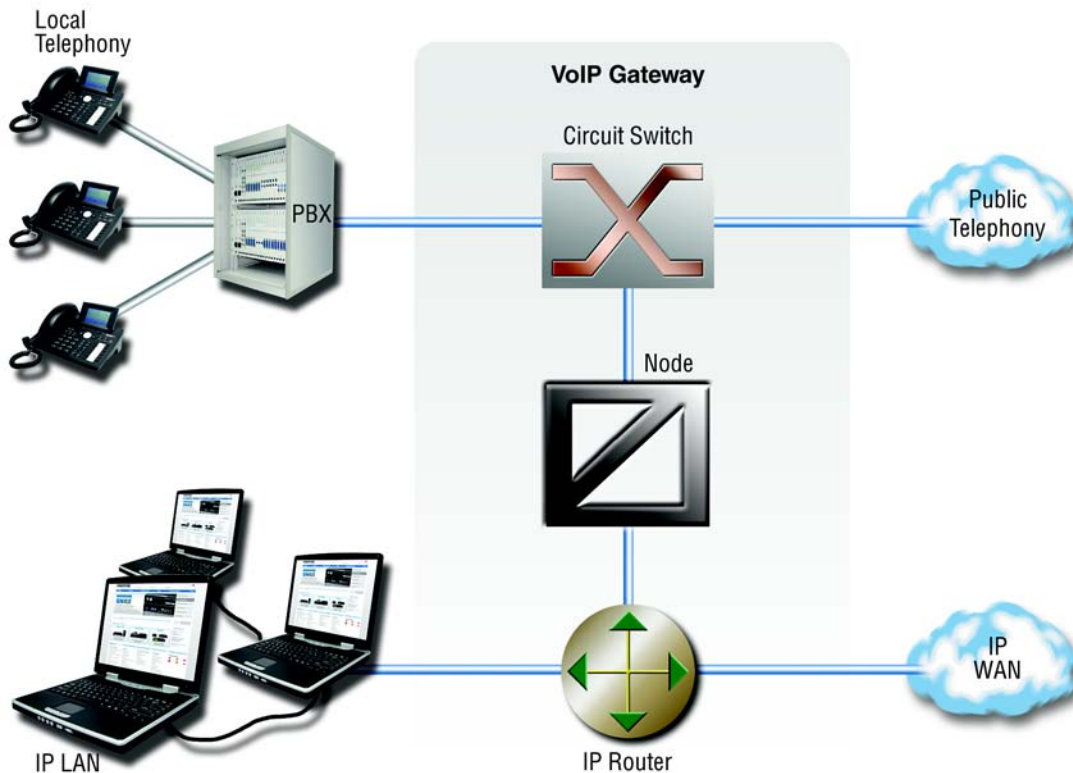 Local
Telephony
VoIP Gateway
Circuit Switch
PBX
Public
Telephony
Node
IP
WAN
IP LAN
IP Router